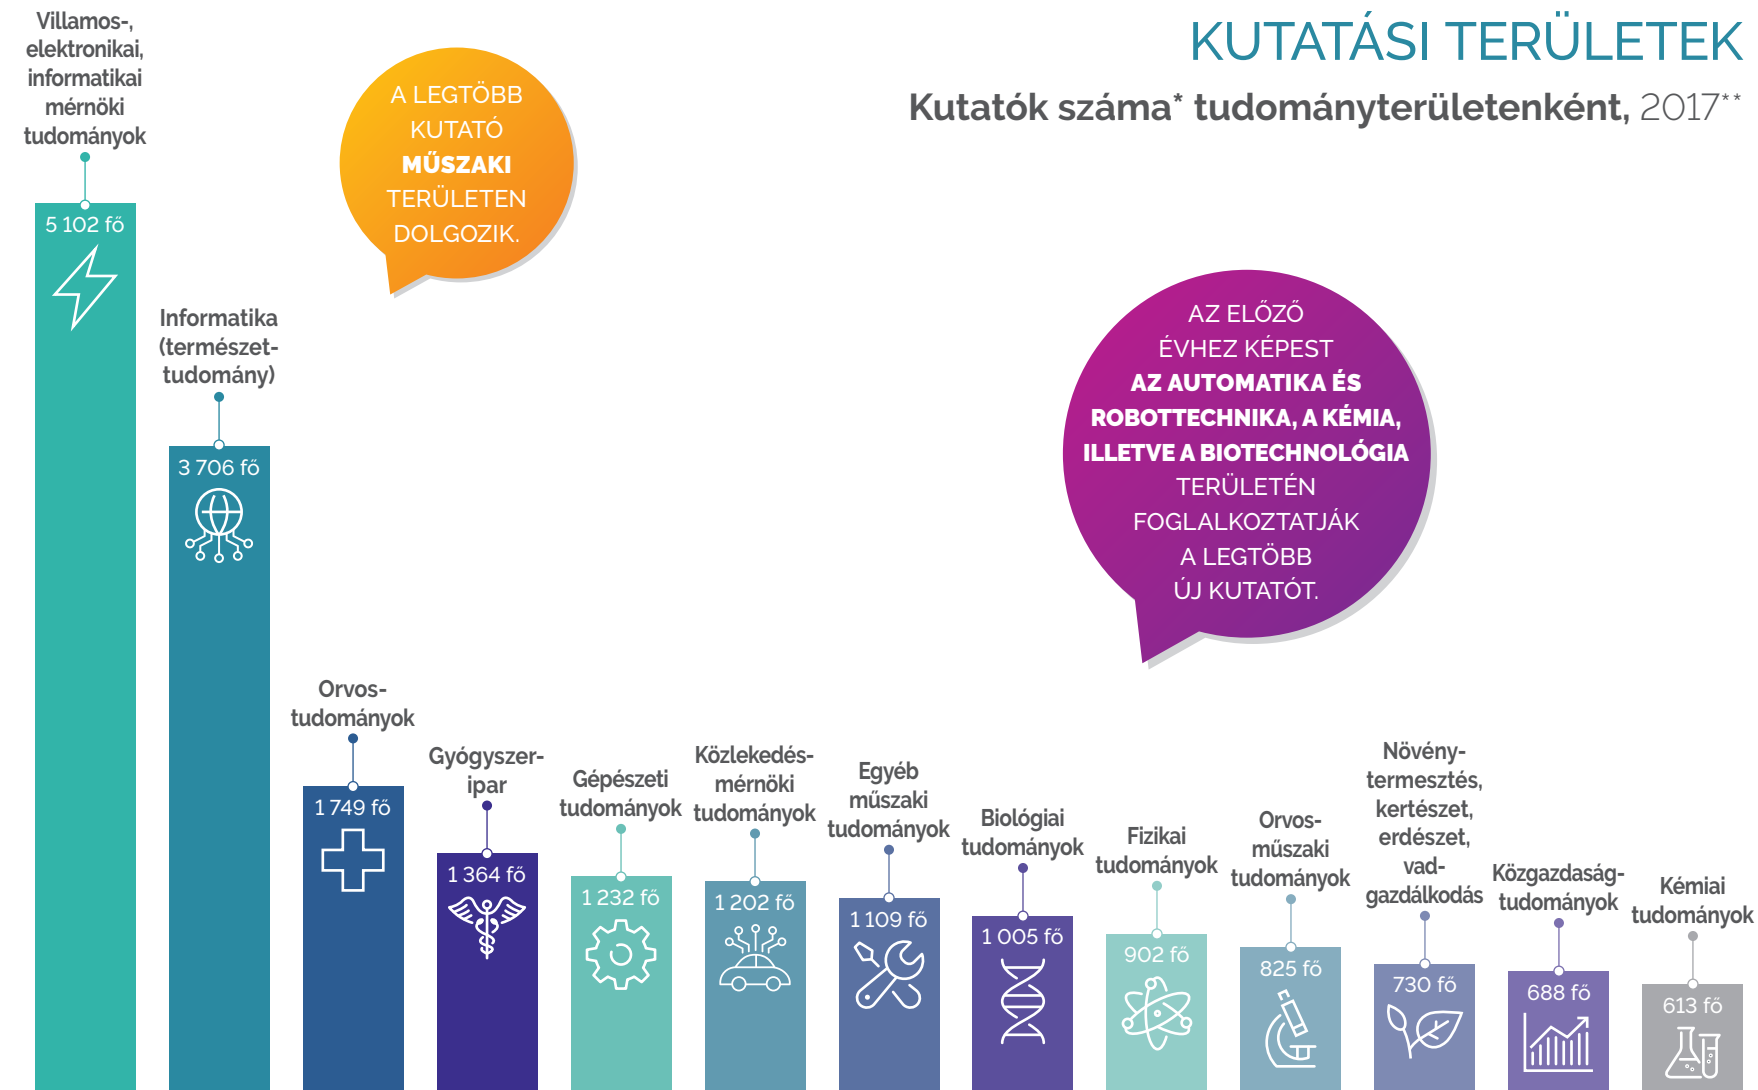 KUTATÁSI TERÜLETEK
Kutatók száma* tudományterületenként, 2017**
A LEGTÖBB
KUTATÓ
MŰSZAKI
TERÜLETEN
DOLGOZIK.
AZ ELŐZŐ
ÉVHEZ KÉPEST
AZ AUTOMATIKA ÉS
ROBOTTECHNIKA, A KÉMIA,
ILLETVE A BIOTECHNOLÓGIA
TERÜLETÉN
FOGLALKOZTATJÁK
A LEGTÖBB
ÚJ KUTATÓT.
Villamos-,
elektronikai,
informatikai
mérnöki
tudományok
5 102 fő
Informatika
(természet-
tudomány)
3 706 fő
Orvos-
tudományok
1 749 fő
Gyógyszer-
ipar
1 364 fő
Gépészeti
tudományok
1 232 fő
Közlekedés-
mérnöki
tudományok
1 202 fő
Egyéb
műszaki
tudományok
1 109 fő
Biológiai
tudományok
1 005 fő
Fizikai
tudományok
902 fő
Orvos-
műszaki
tudományok
825 fő
Növény-
termesztés,
kertészet,
erdészet,
vad-
gazdálkodás
730 fő
Közgazdaság-
tudományok
688 fő
Kémiai
tudományok
613 fő